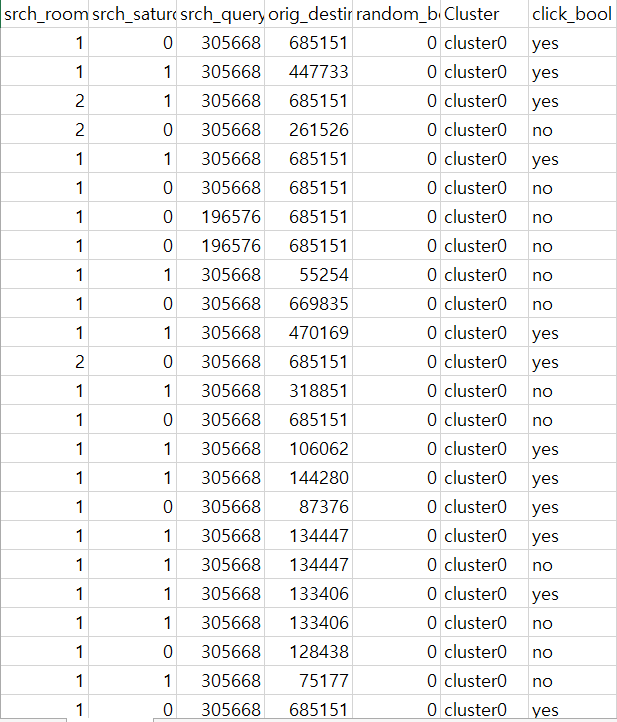 srch_room srch_saturd srch_query orig_destin random_bo Cluster click_bool
1 0 305668 685151 0 cluster0 yes
1 1 305668 447733 0 cluster0 yes
2 1 305668 685151 0 cluster0 yes
2 0 305668 261526 0 cluster0 no
1 1 305668 685151 0 cluster0 yes
1 0 305668 685151 0 cluster0 no
1 0 196576 685151 0 cluster0 no
1 0 196576 685151 0 cluster0 no
1 1 305668 55254 0 cluster0 no
1 0 305668 669835 0 cluster0 no
1 1 305668 470169 0 cluster0 yes
2 0 305668 685151 0 cluster0 yes
1 1 305668 318851 0 cluster0 no
1 0 305668 685151 0 cluster0 no
1 1 305668 106062 0 cluster0 yes
1 1 305668 144280 0 cluster0 yes
1 0 305668 87376 0 cluster0 yes
1 1 305668 134447 0 cluster0 yes
1 1 305668 134447 0 cluster0 no
1 1 305668 133406 0 cluster0 yes
1 1 305668 133406 0 cluster0 no
1 0 305668 128438 0 cluster0 no
1 1 305668 75177 0 cluster0 no
1 0 305668 685151 0 cluster0 yes